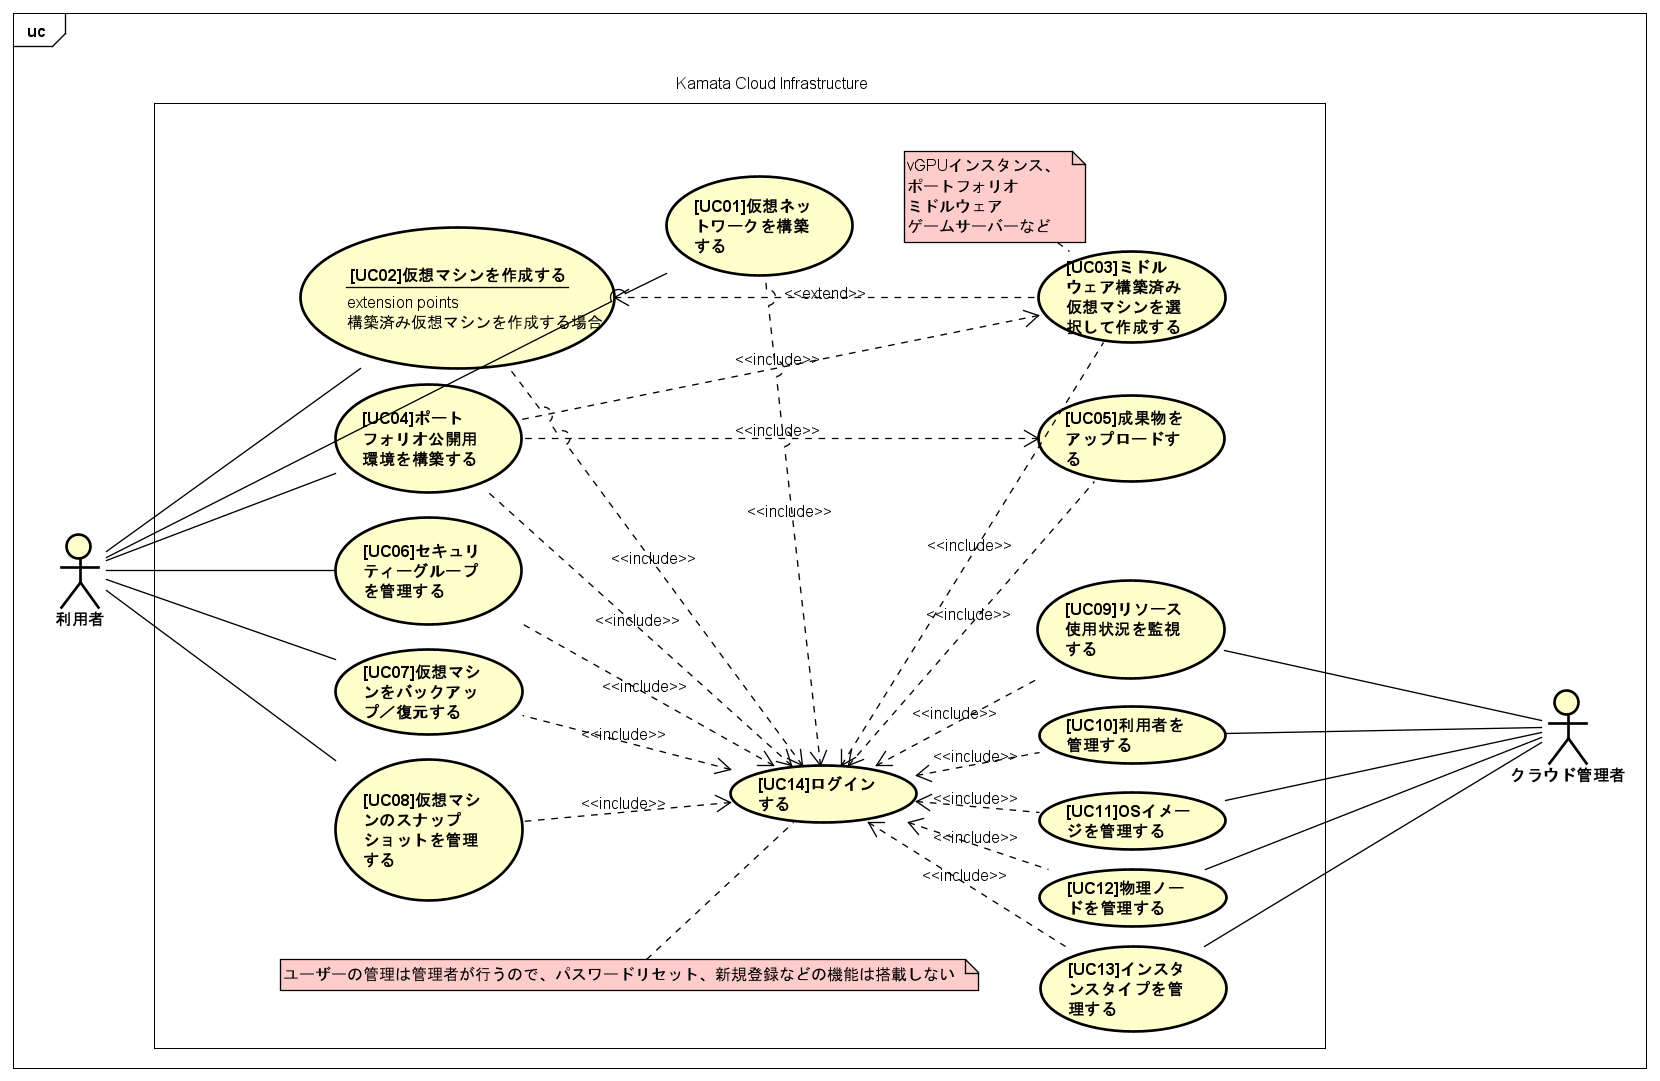 uc
Kamata Cloud Infrastructure
vGPUインスタンス、
ポートフォリオ
ミドルウェア
ゲームサーバーなど
[UC01]仮想ネッ
トワークを構築
する
[UC02]仮想マシンを作成する
extension points
構築済み仮想マシンを作成する場合
<<extend>>
[UC03]ミドル
ウェア構築済み
仮想マシンを選
択して作成する
<<include>>
[UC04]ポート
フォリオ公開用
環境を構築する
<<include>>
[UC05]成果物を
アップロードす
る
<<include>>
<<include>>
<<include>>
[UC06]セキュリ
ティーグループ
を管理する
<<include>>
<<include>>
利用者
[UC09]リソース
使用状況を監視
する
<<include>>
[UC07]仮想マシ
ンをバックアッ
プ／復元する
<<include>>
<<include>>
[UC10]利用者を
管理する
<<include>>
<<include>>
クラウド管理者
[UC14]ログイン
する
[UC08]仮想マシ
ンのスナップ
ショットを管理
する
<<include>>
<<include>>
[UC11]OSイメー
ジを管理する
<<include>>
<<include>>
[UC12]物理ノー
ドを管理する
ユーザーの管理は管理者が行うので、パスワードリセット、新規登録などの機能は搭載しない
[UC13]インスタ
ンスタイプを管
理する